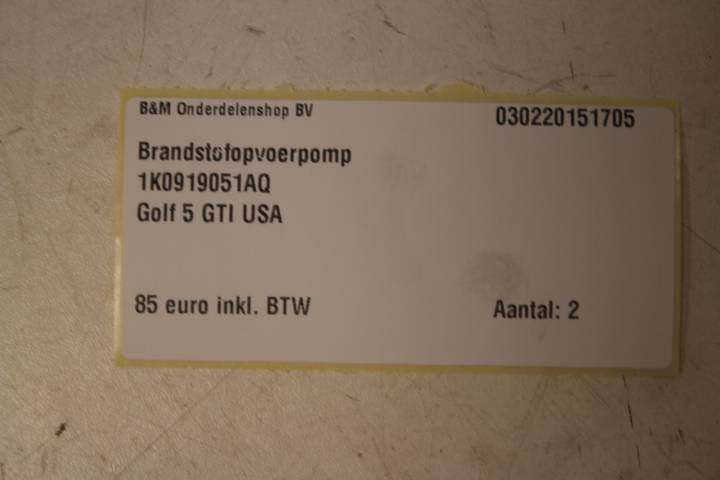 B&M Onderdelenshop BV
030220151705
Brandstofopvoerpomp
1K0919051AQ
Golf 5 GTI USA
85 euro inkl. BTW
Aantal: 2